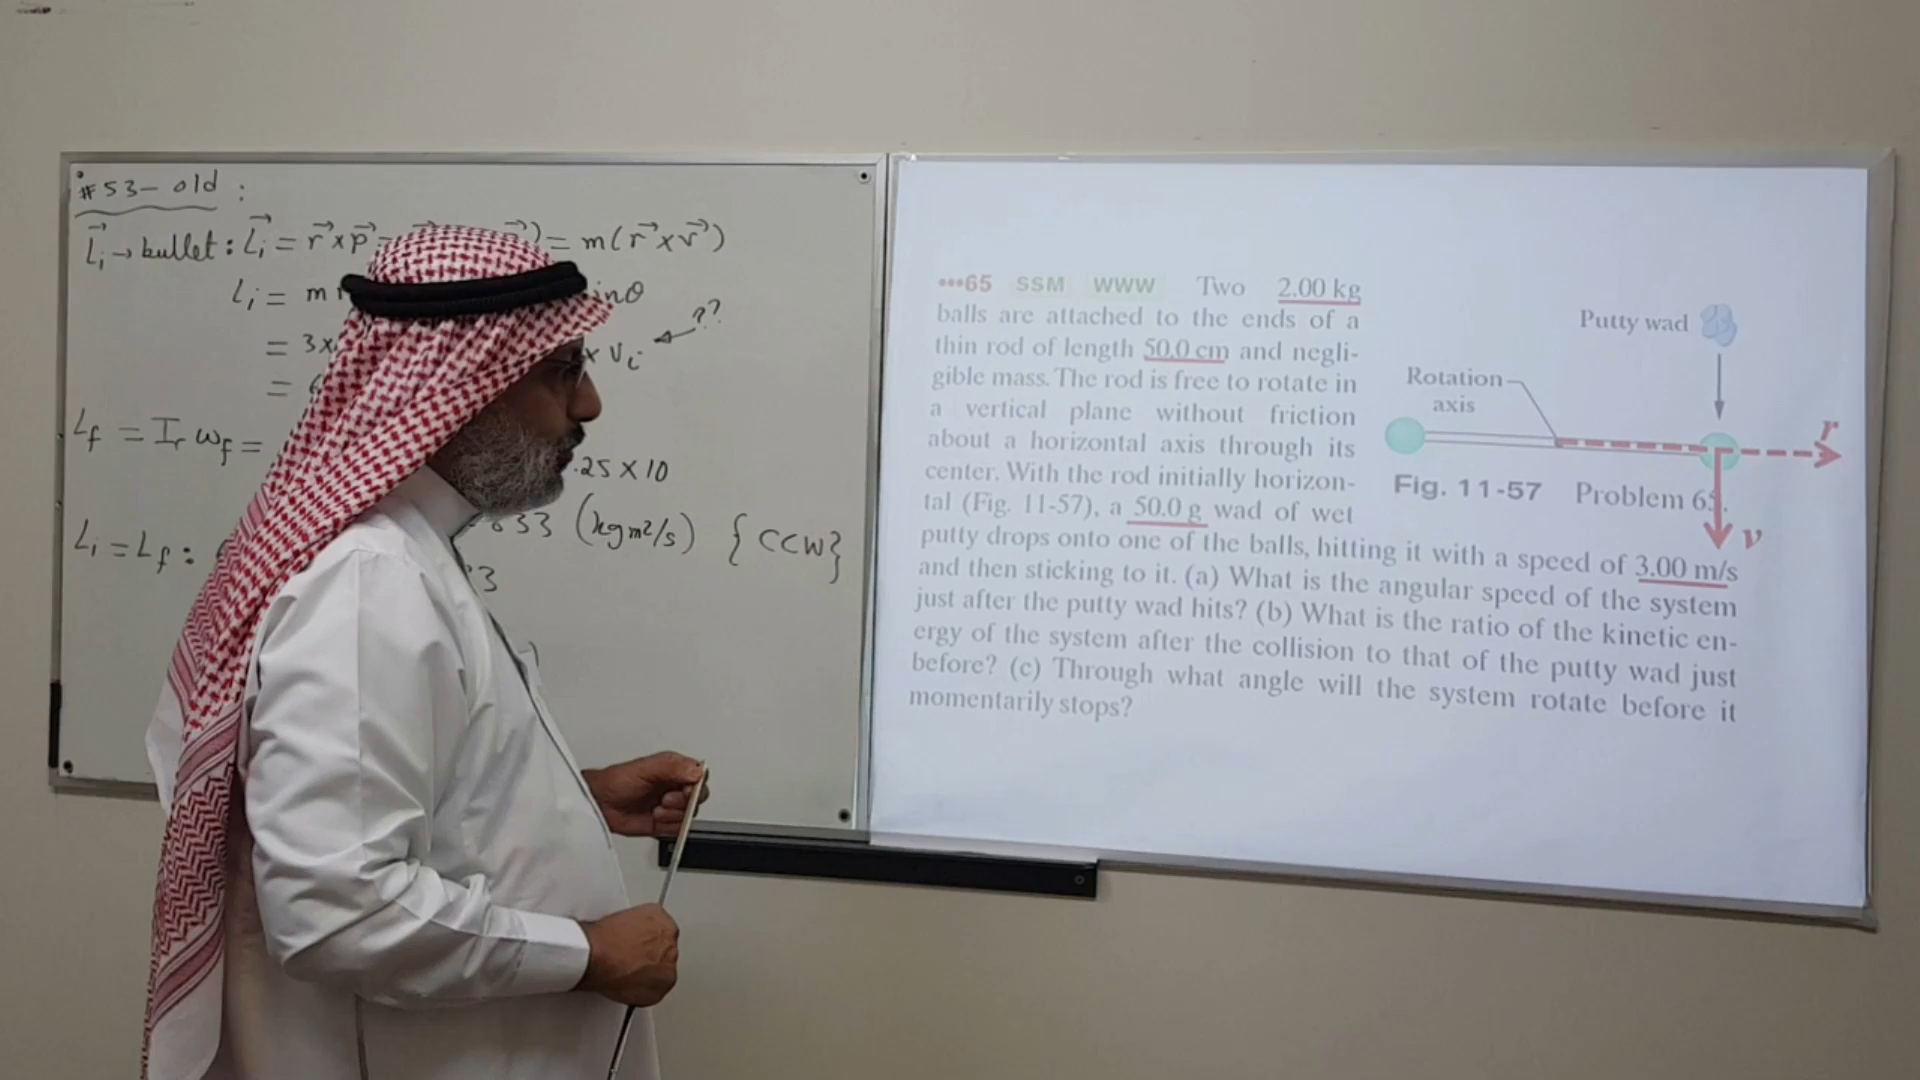 #53- old :
L⃗i → bullet : L⃗i = r⃗ x p⃗ = ) = m(r⃗ x v⃗)
Li = m inθ
= 3x x vi ← ??
= 6
Lf = Ir ωf = .25 x 10
Li = Lf : 833 (kgm²/s) {CCW}
•••65 SSM WWW Two 2.00 kg
balls are attached to the ends of a
thin rod of length 50.0 cm and negli-
gible mass. The rod is free to rotate in
a vertical plane without friction
about a horizontal axis through its
center. With the rod initially horizon-
tal (Fig. 11-57), a 50.0 g wad of wet
putty drops onto one of the balls, hitting it with a speed of 3.00 m/s
and then sticking to it. (a) What is the angular speed of the system
just after the putty wad hits? (b) What is the ratio of the kinetic en-
ergy of the system after the collision to that of the putty wad just
before? (c) Through what angle will the system rotate before it
momentarily stops?
Putty wad
Rotation
axis
r
Fig. 11-57 Problem 65.
v